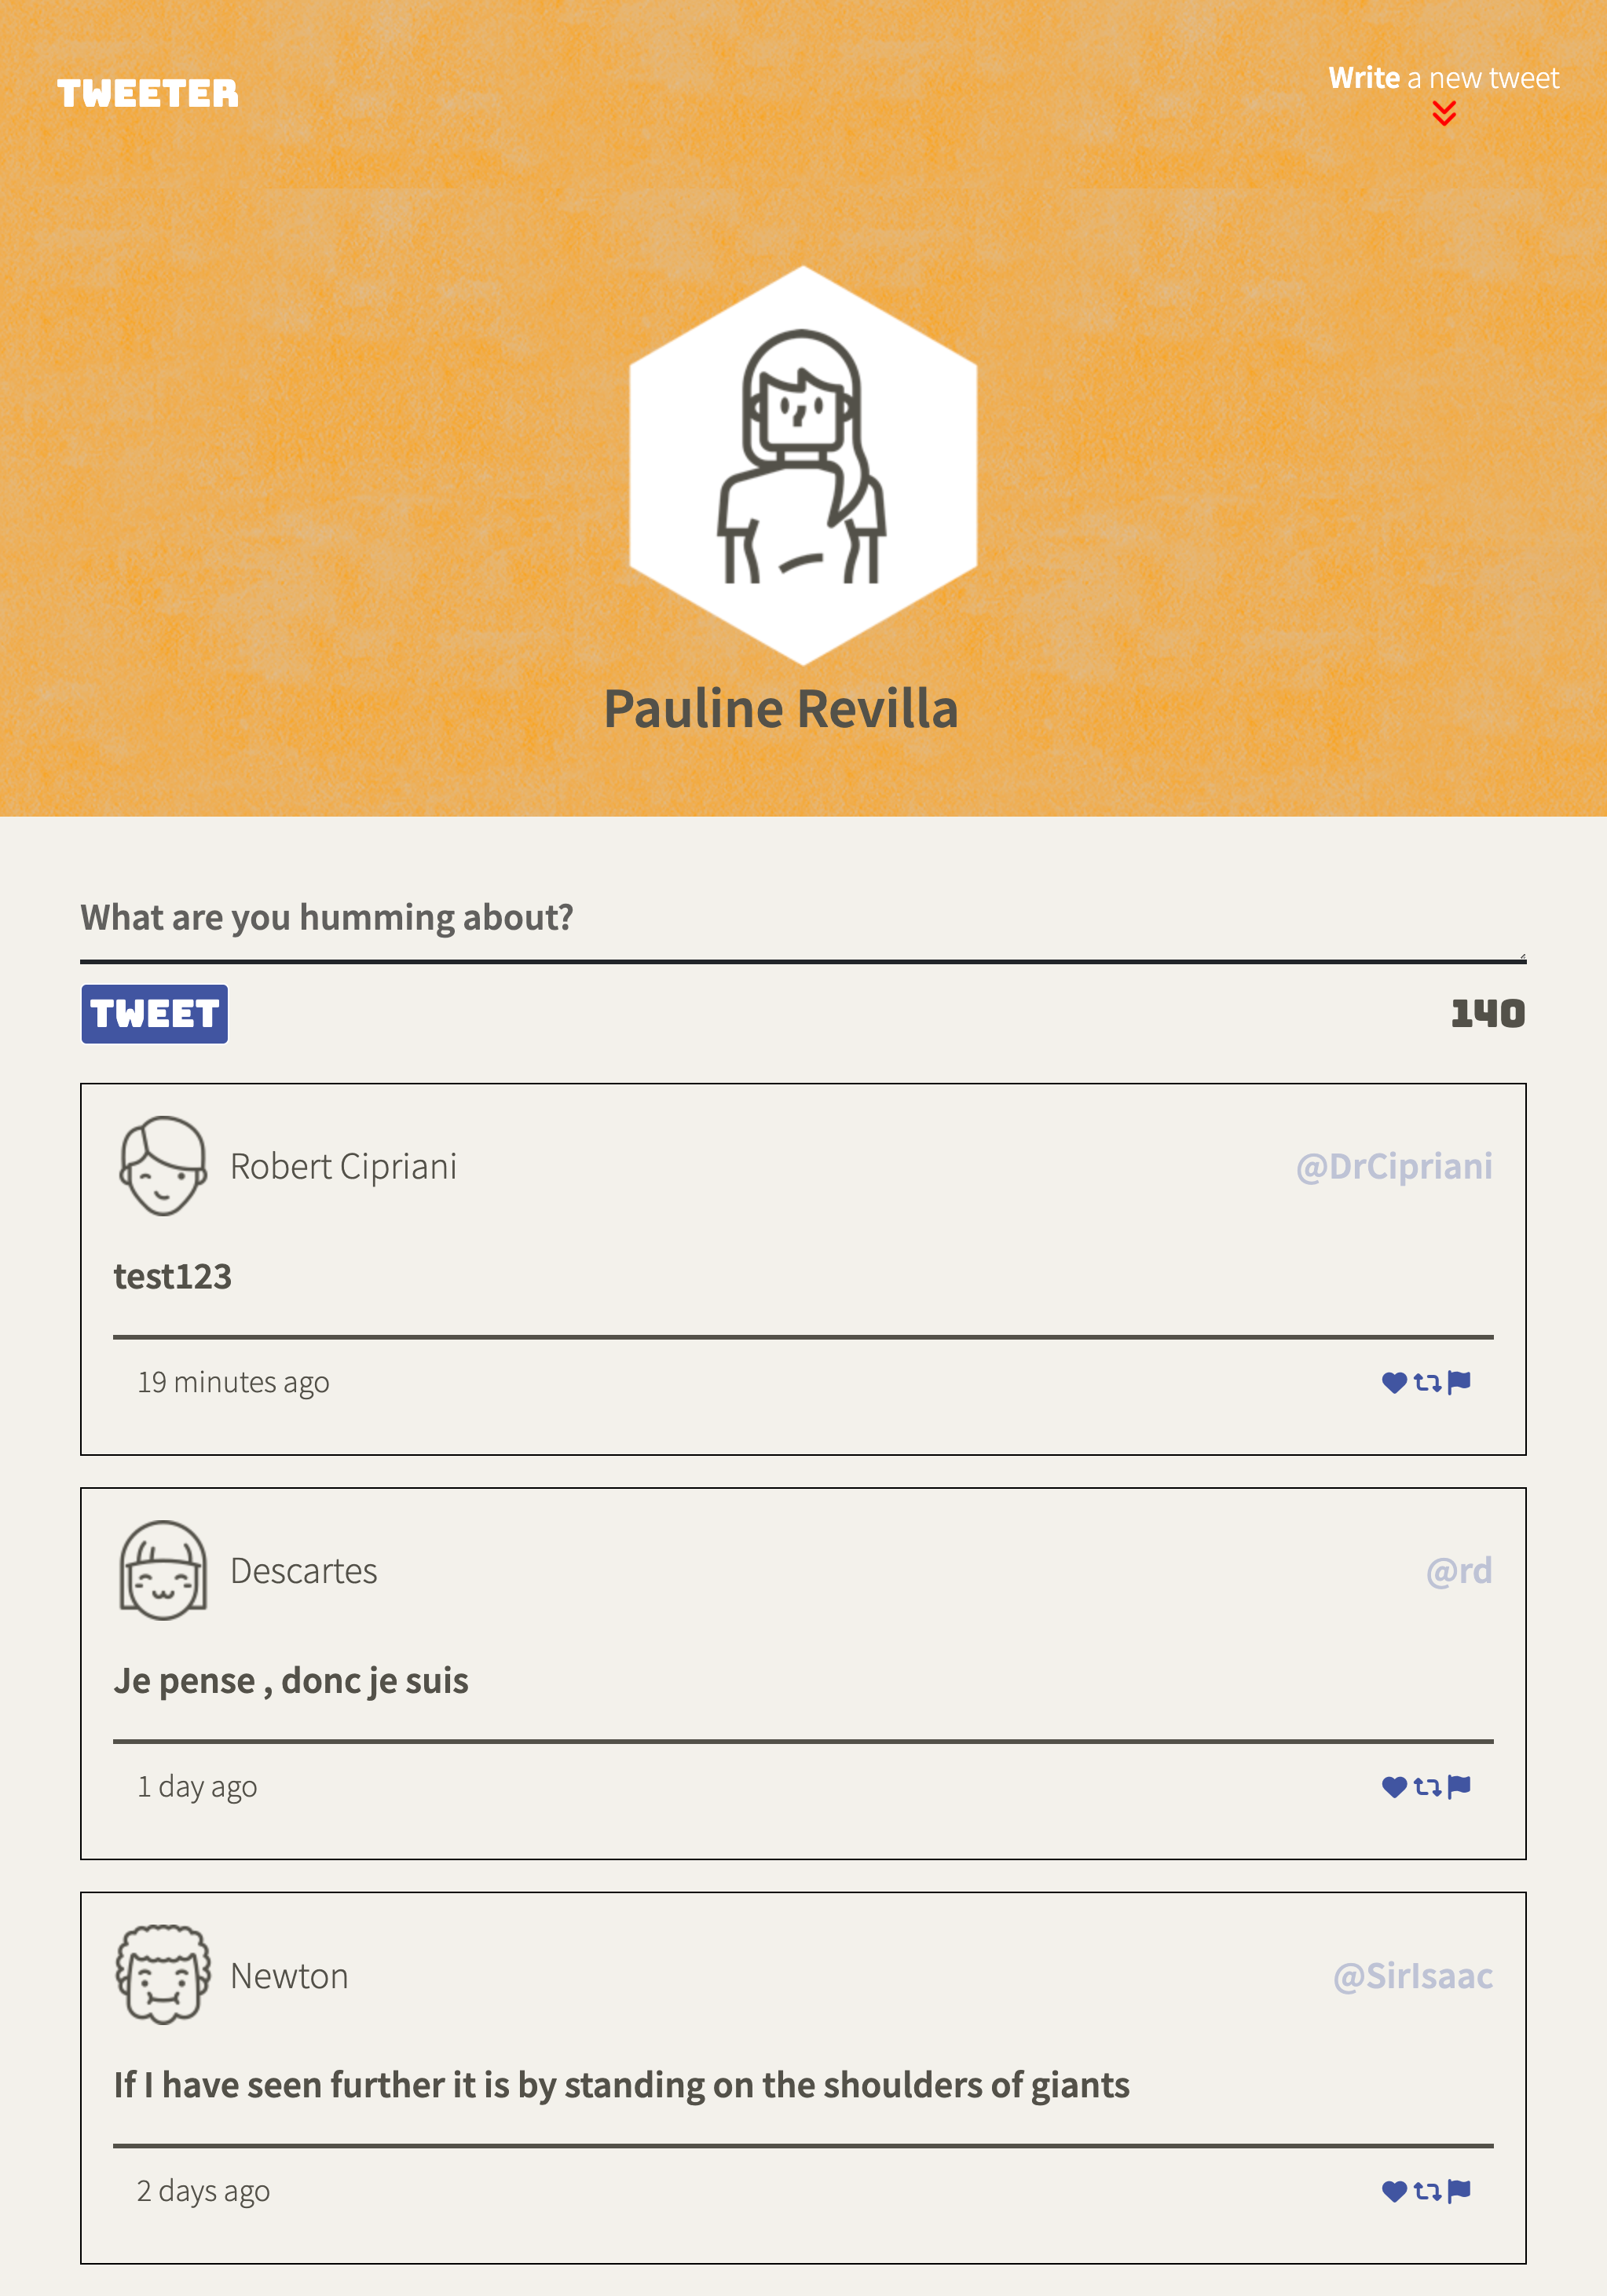 TWEETER
Write a new tweet
Pauline Revilla
What are you humming about?
TWEET
140
Robert Cipriani
@DrCipriani
test123
19 minutes ago
Descartes
@rd
Je pense , donc je suis
1 day ago
Newton
@SirIsaac
If I have seen further it is by standing on the shoulders of giants
2 days ago